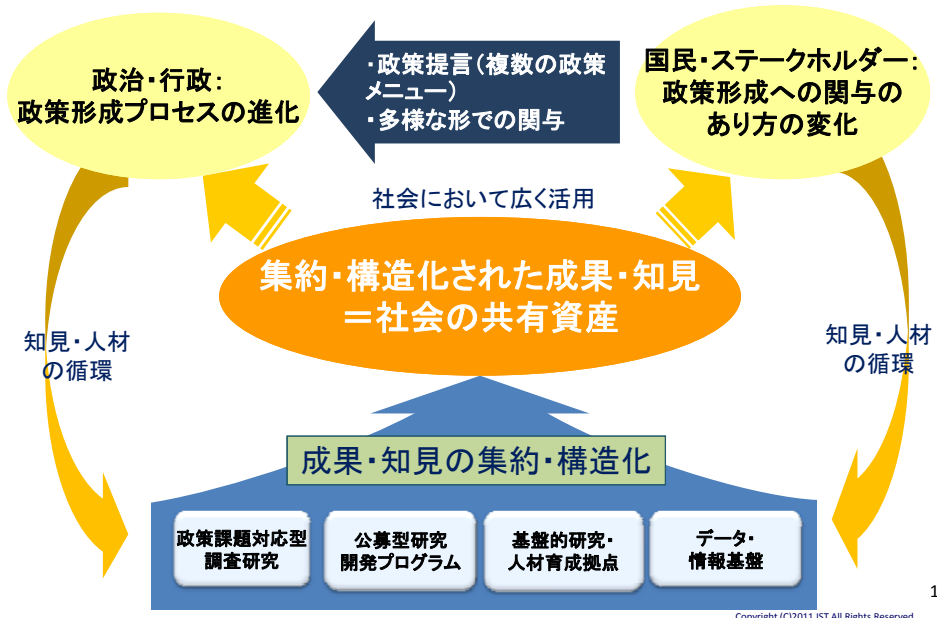 政治・行政：
政策形成プロセスの進化
・政策提言（複数の政策
メニュー）
・多様な形での関与
国民・ステークホルダー：
政策形成への関与の
あり方の変化
社会において広く活用
集約・構造化された成果・知見
＝社会の共有資産
知見・人材
の循環
知見・人材
の循環
成果・知見の集約・構造化
政策課題対応型
調査研究
公募型研究
開発プログラム
基盤的研究・
人材育成拠点
データ・
情報基盤
1
Copyright (C)2011 JST All Rights Reserved